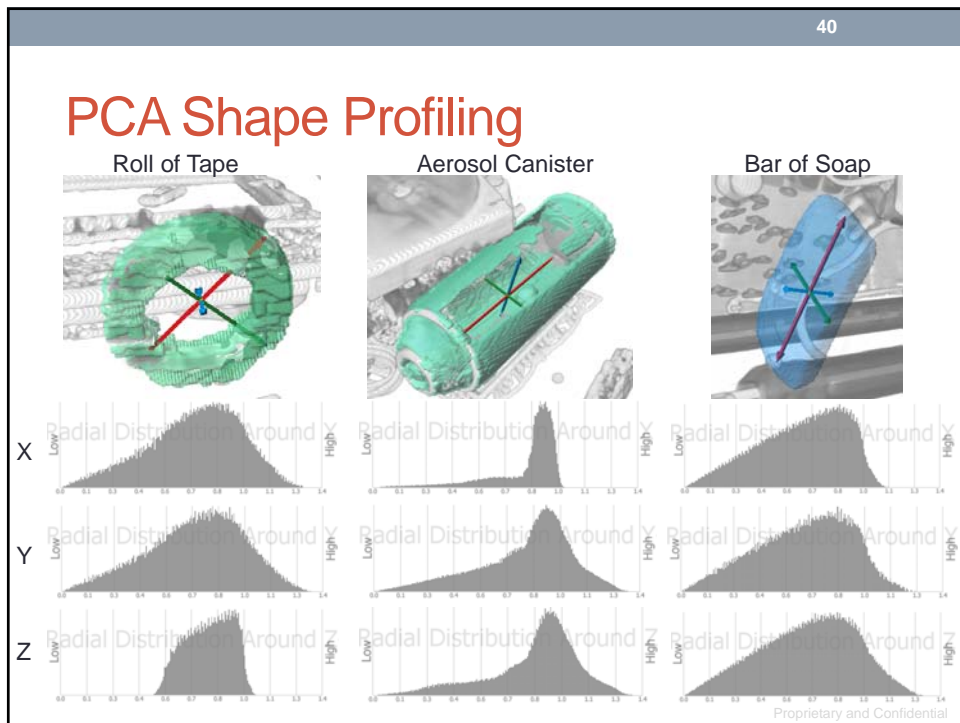 40
PCA Shape Profiling
Roll of Tape Aerosol Canister Bar of Soap
X
Low Radial Distribution Around X High
Low Radial Distribution Around X High
Low Radial Distribution Around X High
Y
Low Radial Distribution Around Y High
Low Radial Distribution Around Y High
Low Radial Distribution Around Y High
Z
Low Radial Distribution Around Z High
Low Radial Distribution Around Z High
Low Radial Distribution Around Z High
Proprietary and Confidential